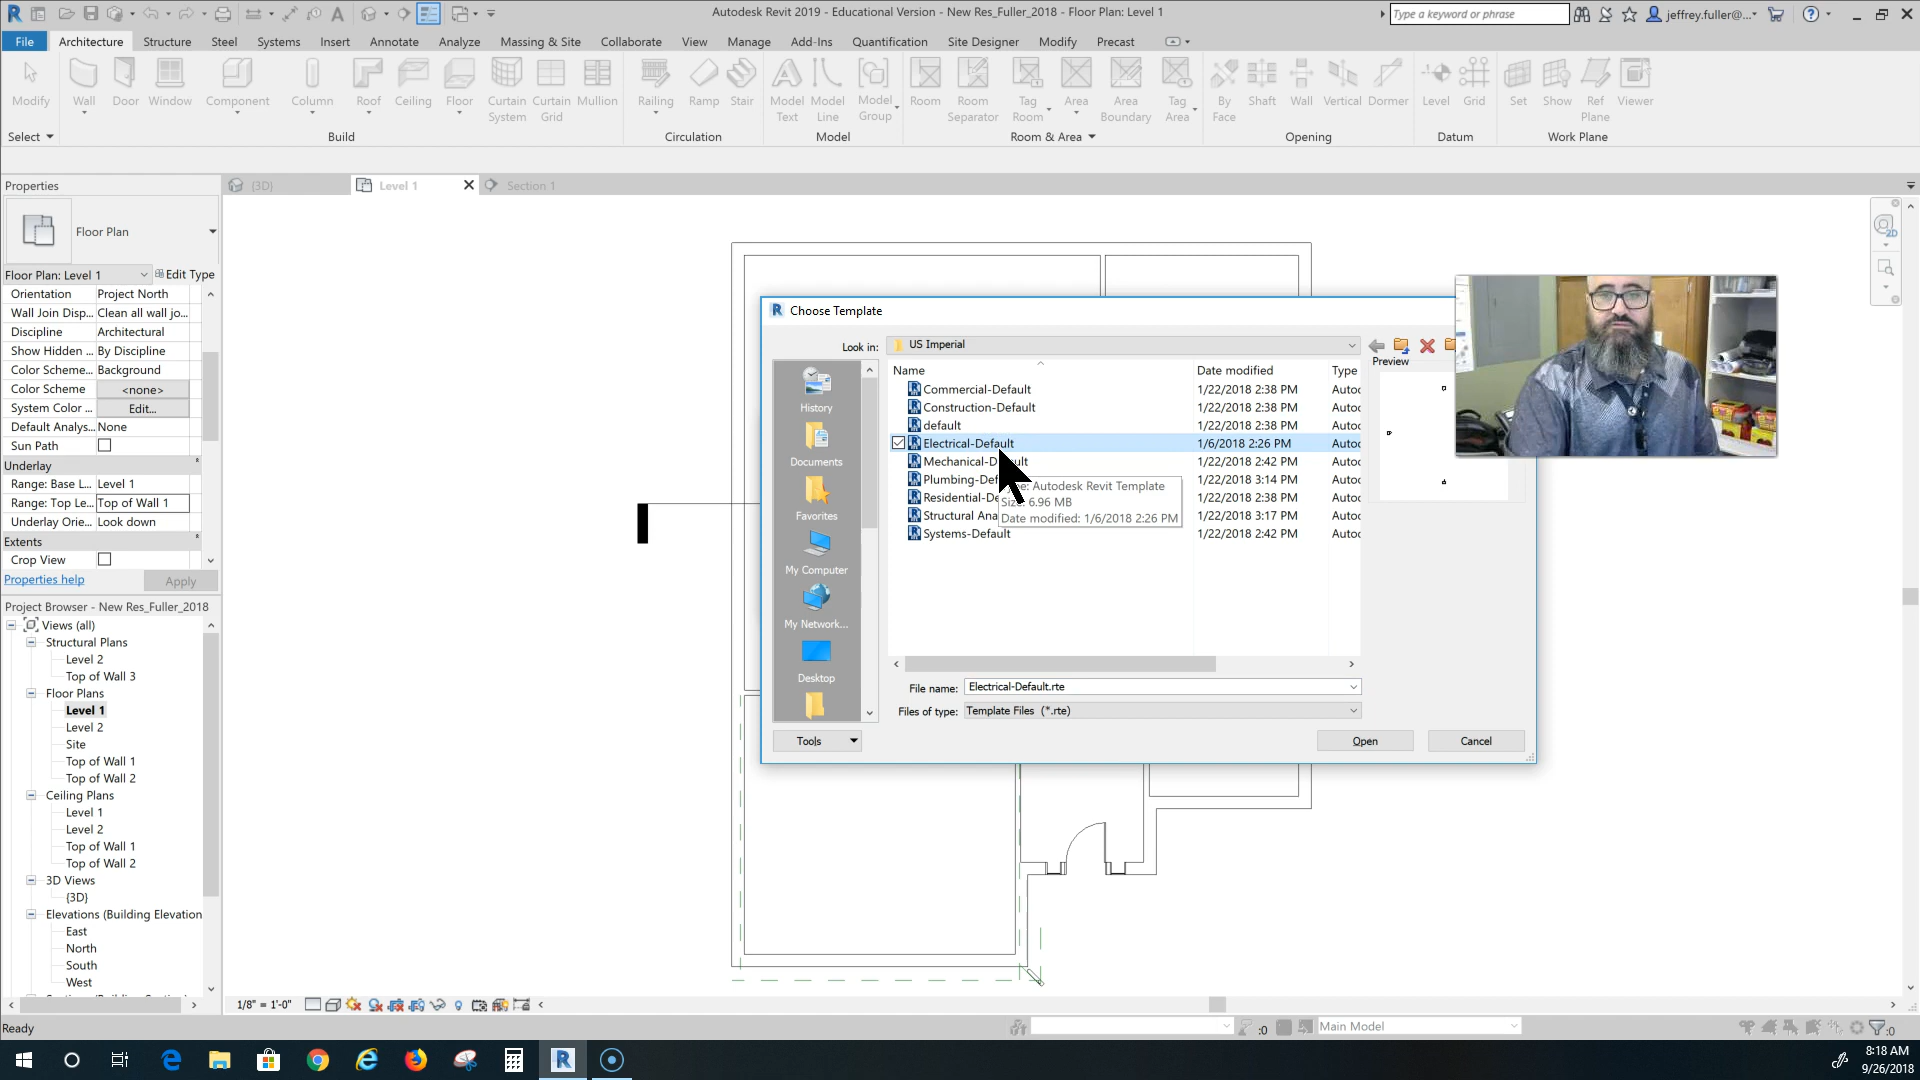 Autodesk Revit 2019 - Educational Version - New Res_Fuller_2018 - Floor Plan: Level 1
Type a keyword or phrase
jeffrey.fuller@...
File Architecture Structure Steel Systems Insert Annotate Analyze Massing & Site Collaborate View Manage Add-Ins Quantification Site Designer Modify Precast
Modify Wall Door Window Component Column Roof Ceiling Floor Curtain System Curtain Grid Mullion Railing Ramp Stair Model Text Model Line Model Group Room Room Separator Tag Room Area Area Boundary Tag Area By Face Shaft Wall Vertical Dormer Level Grid Set Show Ref Plane Viewer
Select Build Circulation Model Room & Area Opening Datum Work Plane
Properties
{3D} Level 1 Section 1
Floor Plan
Floor Plan: Level 1 Edit Type
Orientation Project North
Wall Join Disp... Clean all wall jo...
Discipline Architectural
Show Hidden ... By Discipline
Color Scheme... Background
Color Scheme <none>
System Color ... Edit...
Default Analys... None
Sun Path
Underlay
Range: Base L... Level 1
Range: Top Le... Top of Wall 1
Underlay Orie... Look down
Extents
Crop View
Properties help Apply
Project Browser - New Res_Fuller_2018
Views (all)
Structural Plans
Level 2
Top of Wall 3
Floor Plans
Level 1
Level 2
Site
Top of Wall 1
Top of Wall 2
Ceiling Plans
Level 1
Level 2
Top of Wall 1
Top of Wall 2
3D Views
{3D}
Elevations (Building Elevation
East
North
South
West
Choose Template
Look in: US Imperial
Preview
History
Documents
Favorites
My Computer
My Network...
Desktop
Name Date modified Type
Commercial-Default 1/22/2018 2:38 PM Autoc
Construction-Default 1/22/2018 2:38 PM Autoc
default 1/22/2018 2:38 PM Autoc
Electrical-Default 1/6/2018 2:26 PM Autoc
Mechanical-D ult 1/22/2018 2:42 PM Autoc
Plumbing-Def 1/22/2018 3:14 PM Autoc
Residential-De 1/22/2018 2:38 PM Autoc
Structural Ana 1/22/2018 3:17 PM Autoc
Systems-Default 1/22/2018 2:42 PM Autoc
e: Autodesk Revit Template
Size: 6.96 MB
Date modified: 1/6/2018 2:26 PM
File name: Electrical-Default.rte
Files of type: Template Files (*.rte)
Tools Open Cancel
1/8" = 1'-0"
Ready
:0
Main Model
:0
8:18 AM
9/26/2018